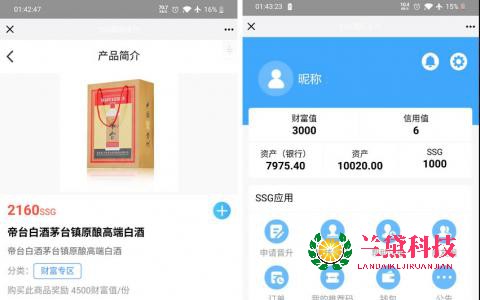 01:42:47
16%
产品简介
2160SSG
帝台白酒茅台镇原酿高端白酒
帝台白酒茅台镇原酿高端白酒
分类：
财富专区
购买此商品奖励 4500财富值/份
01:43:23
15%
昵称
财富值
3000
信用值
6
资产（银行）
7975.40
资产
10020.00
SSG
1000
SSG应用
申请晋升
订单
我的推荐码
钱包
公告
兰黛科技
LANDAIKEJIRUANJIAN